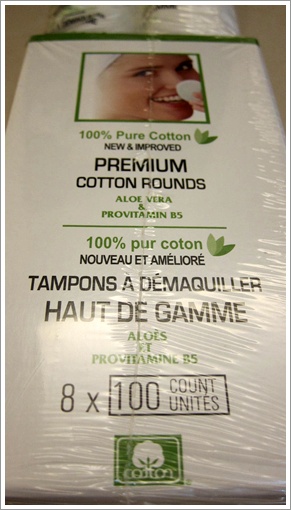 100% Pure Cotton
NEW & IMPROVED
PREMIUM
COTTON ROUNDS
ALOE VERA
&
PROVITAMIN B5
100% pur coton
NOUVEAU ET AMÉLIORÉ
TAMPONS A DÉMAQUILLER
HAUT DE GAMME
ALOÈS
ET
PROVITAMINE B5
8 x 100 COUNT
UNITÉS
COTTON